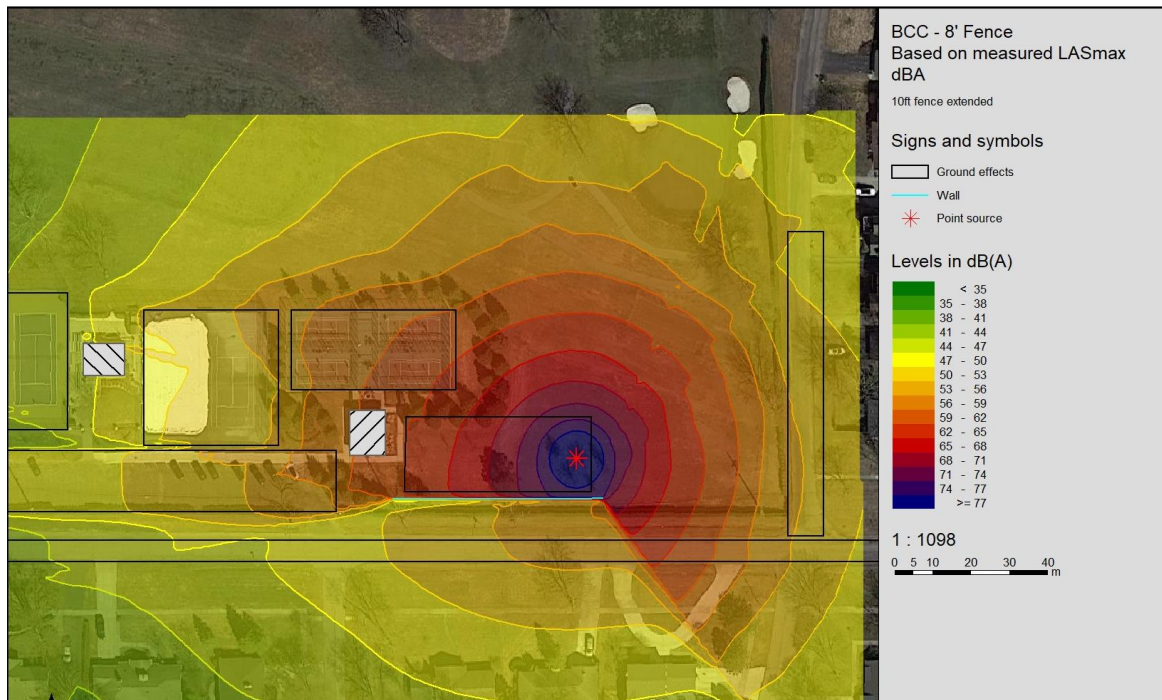 BCC - 8' Fence
Based on measured LASmax
dBA
10ft fence extended
Signs and symbols
Ground effects
Wall
Point source
Levels in dB(A)
< 35
35 - 38
38 - 41
41 - 44
44 - 47
47 - 50
50 - 53
53 - 56
56 - 59
59 - 62
62 - 65
65 - 68
68 - 71
71 - 74
74 - 77
>= 77
1 : 1098
0 5 10 20 30 40
m